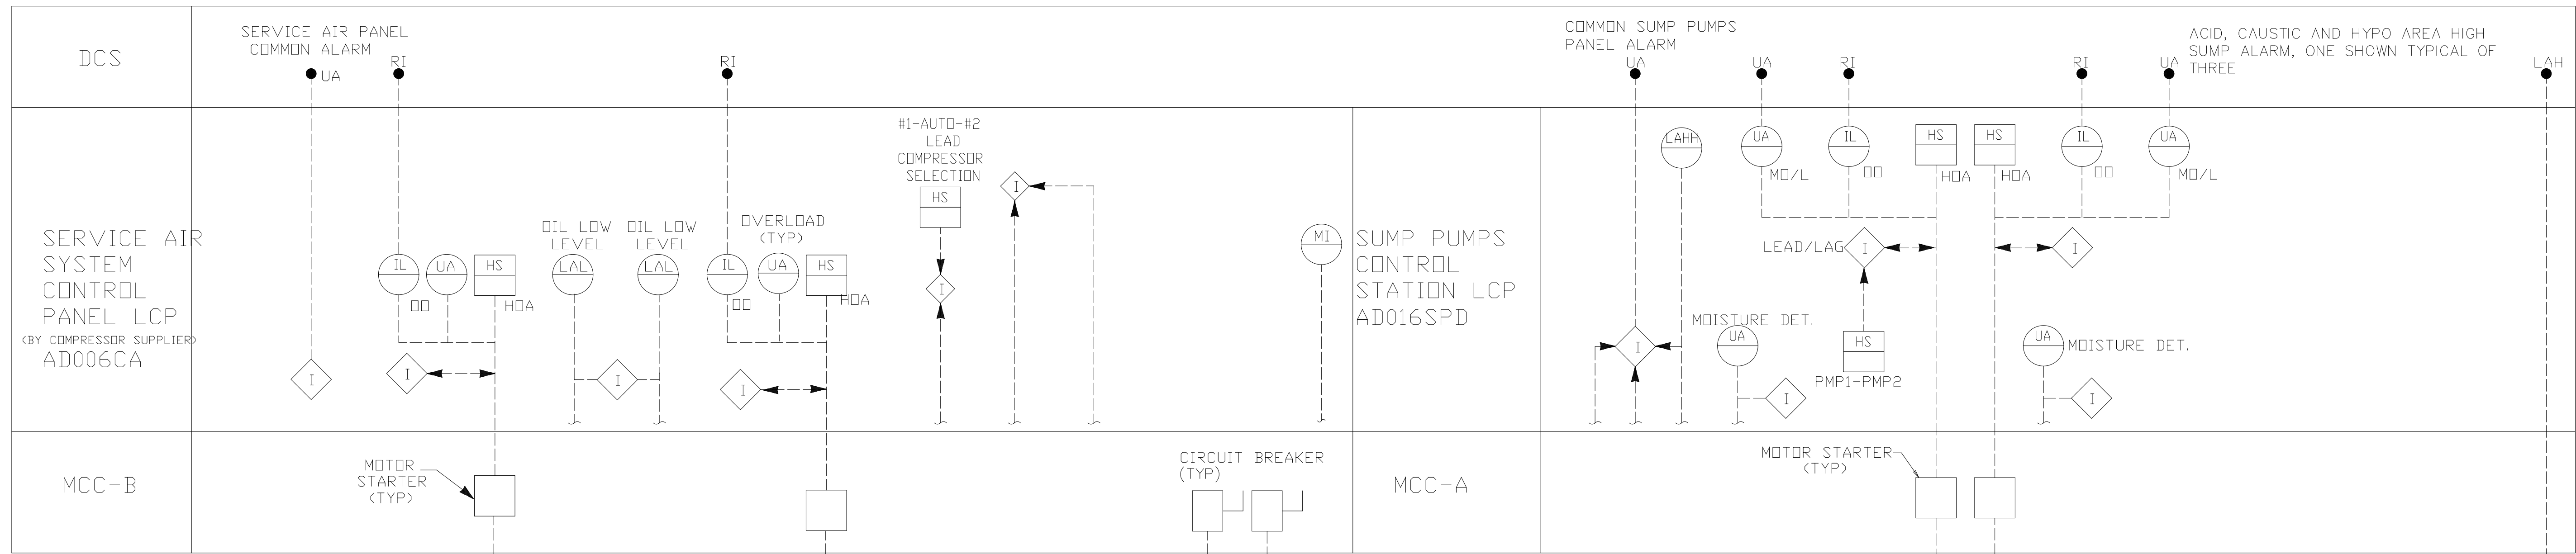 DCS
SERVICE AIR PANEL
COMMON ALARM
UA
RI
RI
COMMON SUMP PUMPS
PANEL ALARM
UA
UA
RI
RI
UA
ACID, CAUSTIC AND HYPO AREA HIGH
SUMP ALARM, ONE SHOWN TYPICAL OF
THREE
LAH
SERVICE AIR
SYSTEM
CONTROL
PANEL LCP
(BY COMPRESSOR SUPPLIER)
AD006CA
I
IL
OO
UA
HS
HOA
I
OIL LOW
LEVEL
LAL
OIL LOW
LEVEL
LAL
I
IL
OO
OVERLOAD
(TYP)
UA
HS
HOA
I
#1-AUTO-#2
LEAD
COMPRESSOR
SELECTION
HS
I
I
MI
SUMP PUMPS
CONTROL
STATION LCP
AD016SPD
LAHH
UA
MO/L
IL
OO
HS
HOA
HS
HOA
IL
OO
UA
MO/L
LEAD/LAG
I
I
I
MOISTURE DET.
UA
I
HS
PMP1-PMP2
UA
MOISTURE DET.
I
MCC-B
MOTOR
STARTER
(TYP)
CIRCUIT BREAKER
(TYP)
MCC-A
MOTOR STARTER
(TYP)